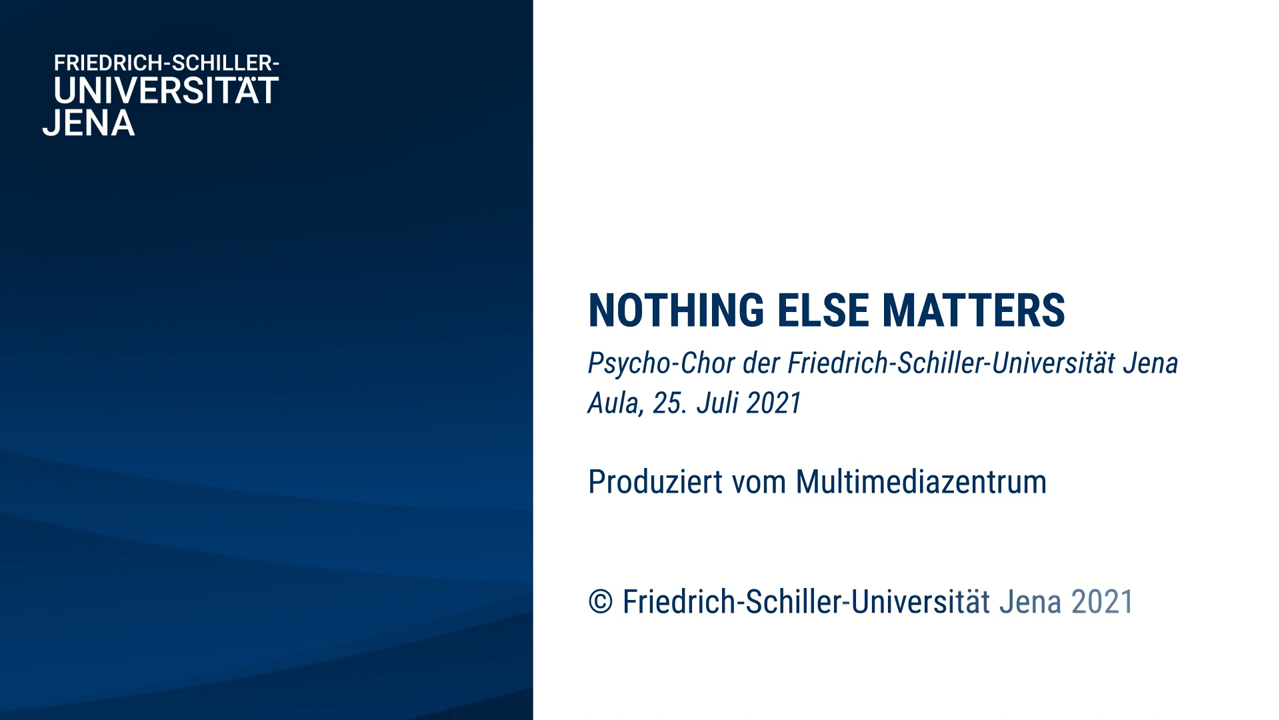 FRIEDRICH-SCHILLER-
UNIVERSITÄT
JENA
NOTHING ELSE MATTERS
Psycho-Chor der Friedrich-Schiller-Universität Jena
Aula, 25. Juli 2021
Produziert vom Multimediazentrum
© Friedrich-Schiller-Universität Jena 2021